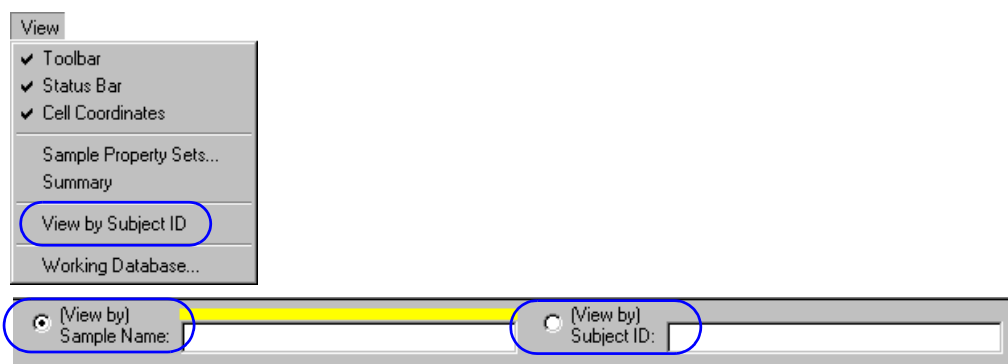 View
Toolbar
Status Bar
Cell Coordinates
Sample Property Sets...
Summary
View by Subject ID
Working Database...
(View by)
Sample Name:
(View by)
Subject ID: